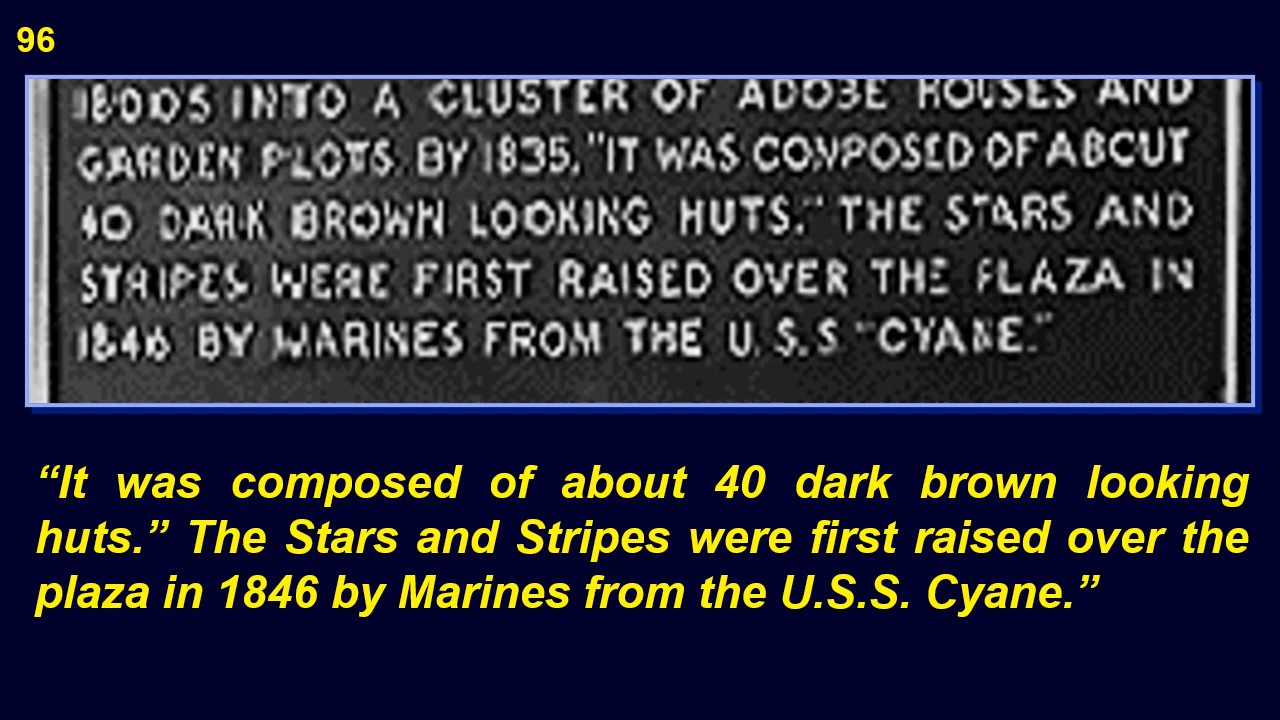 96
1800S INTO A CLUSTER OF ADOBE HOUSES AND
GARDEN PLOTS. BY 1835, "IT WAS COMPOSED OF ABOUT
40 DARK BROWN LOOKING HUTS." THE STARS AND
STRIPES WERE FIRST RAISED OVER THE PLAZA IN
1846 BY MARINES FROM THE U.S.S "CYANE."
“It was composed of about 40 dark brown looking
huts.” The Stars and Stripes were first raised over the
plaza in 1846 by Marines from the U.S.S. Cyane.”